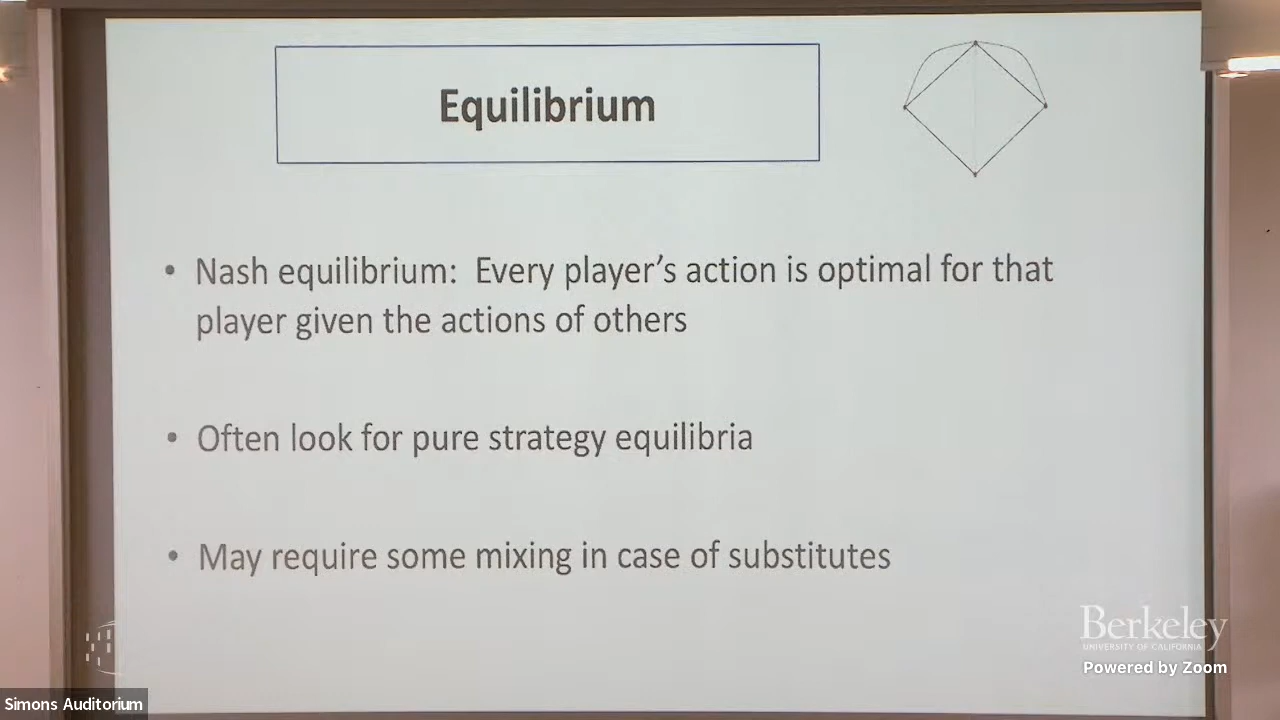 Equilibrium
• Nash equilibrium: Every player’s action is optimal for that
player given the actions of others
• Often look for pure strategy equilibria
• May require some mixing in case of substitutes
Berkeley
UNIVERSITY OF CALIFORNIA
Powered by Zoom
Simons Auditorium